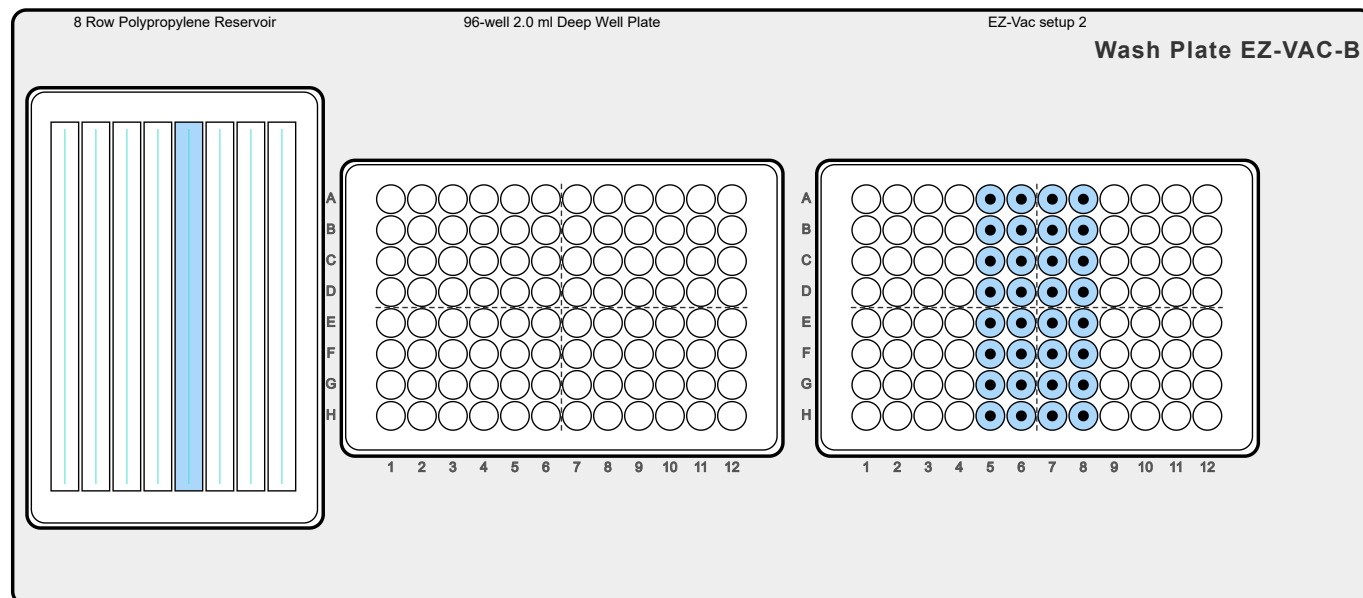 8 Row Polypropylene Reservoir
96-well 2.0 ml Deep Well Plate
EZ-Vac setup 2
Wash Plate EZ-VAC-B
A
B
C
D
E
F
G
H
1 2 3 4 5 6 7 8 9 10 11 12
A
B
C
D
E
F
G
H
1 2 3 4 5 6 7 8 9 10 11 12